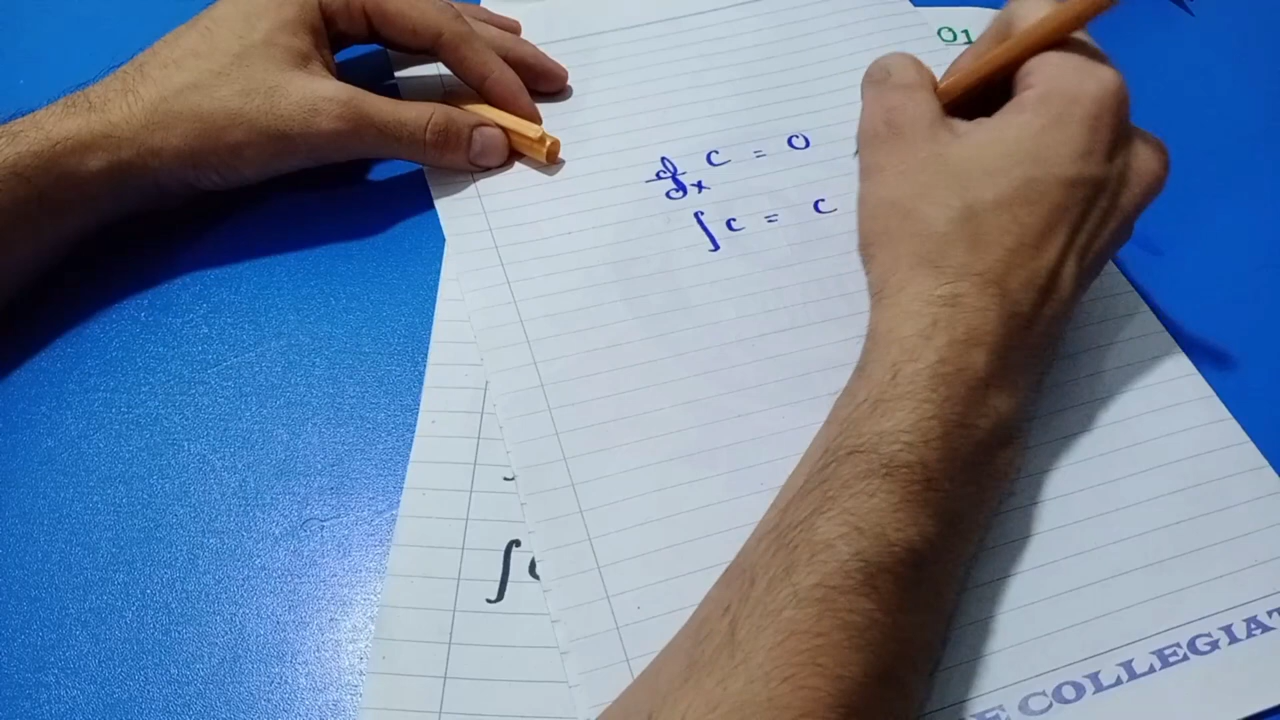 01
d/dx c = 0
∫c = c
∫
COLLEGIAT